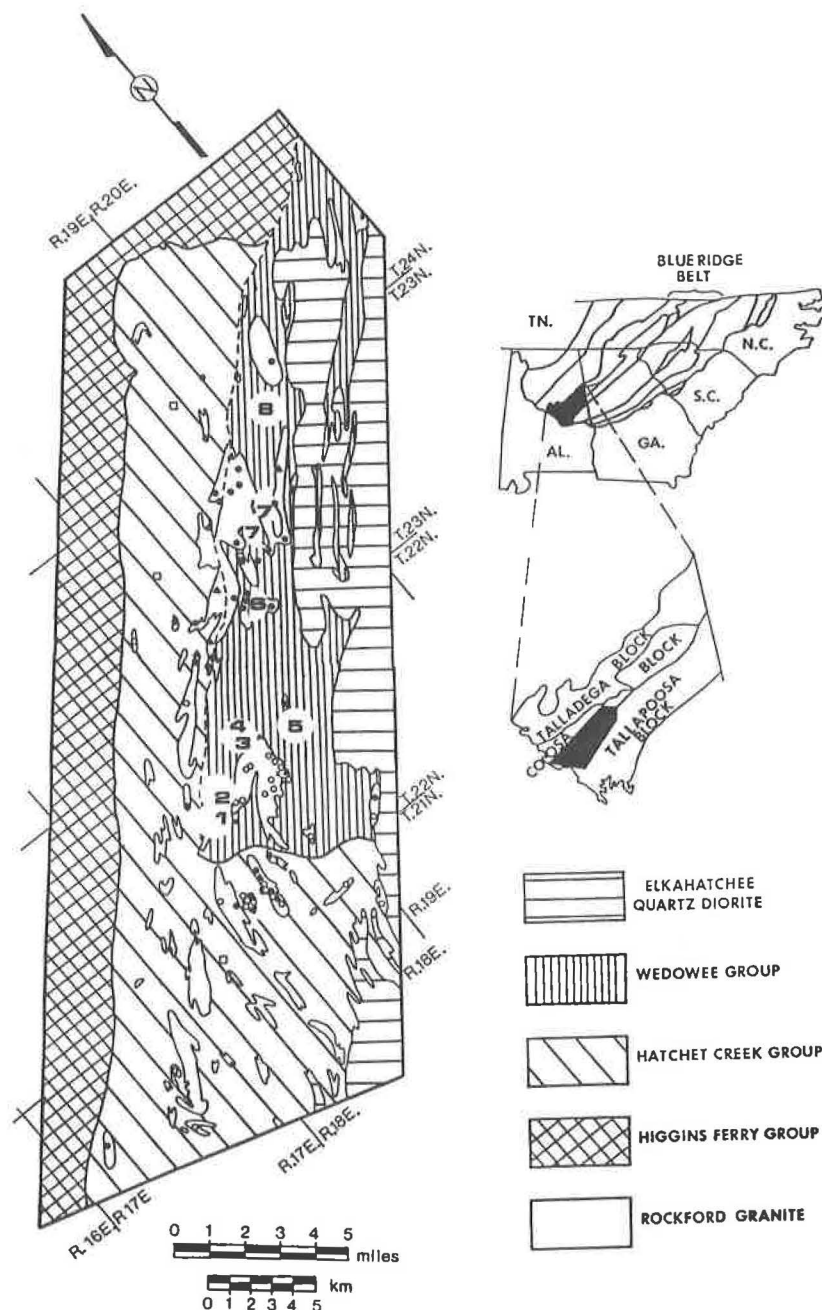 N
R.19E. R.20E.
T.24N.
T.23N.
8
7
7
T.23N.
T.22N.
6
4
3
5
2
1
T.22N.
T.21N.
R.19E.
R.18E.
R.17E. R.18E.
R.16E. R.17E
0 1 2 3 4 5
miles
km
0 1 2 3 4 5
BLUE RIDGE
BELT
TN.
N.C.
S.C.
AL.
GA.
TALLADEGA BLOCK
COOSA BLOCK
TALLAPOOSA
BLOCK
ELKAHATCHEE
QUARTZ DIORITE
WEDOWEE GROUP
HATCHET CREEK GROUP
HIGGINS FERRY GROUP
ROCKFORD GRANITE